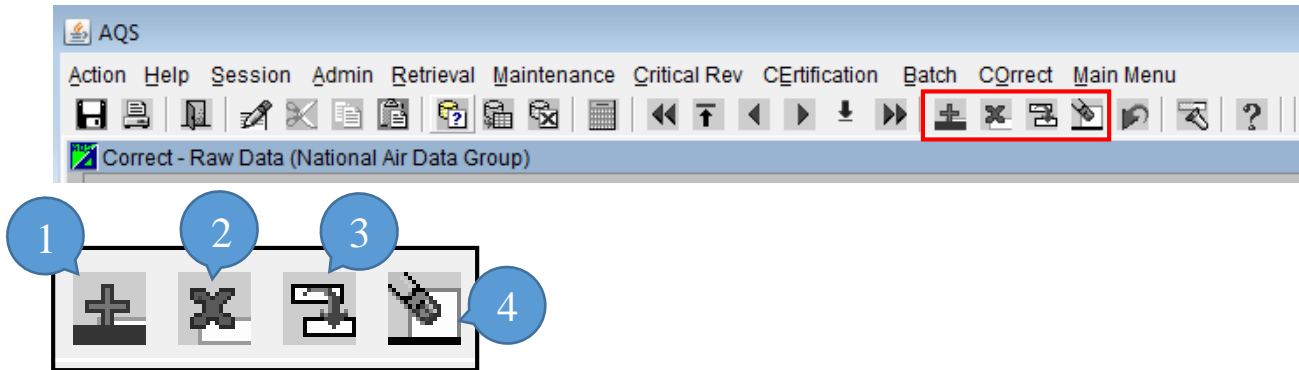 AQS
Action Help Session Admin Retrieval Maintenance Critical Rev CErtification Batch COrrect Main Menu
Correct - Raw Data (National Air Data Group)
1 2 3
4